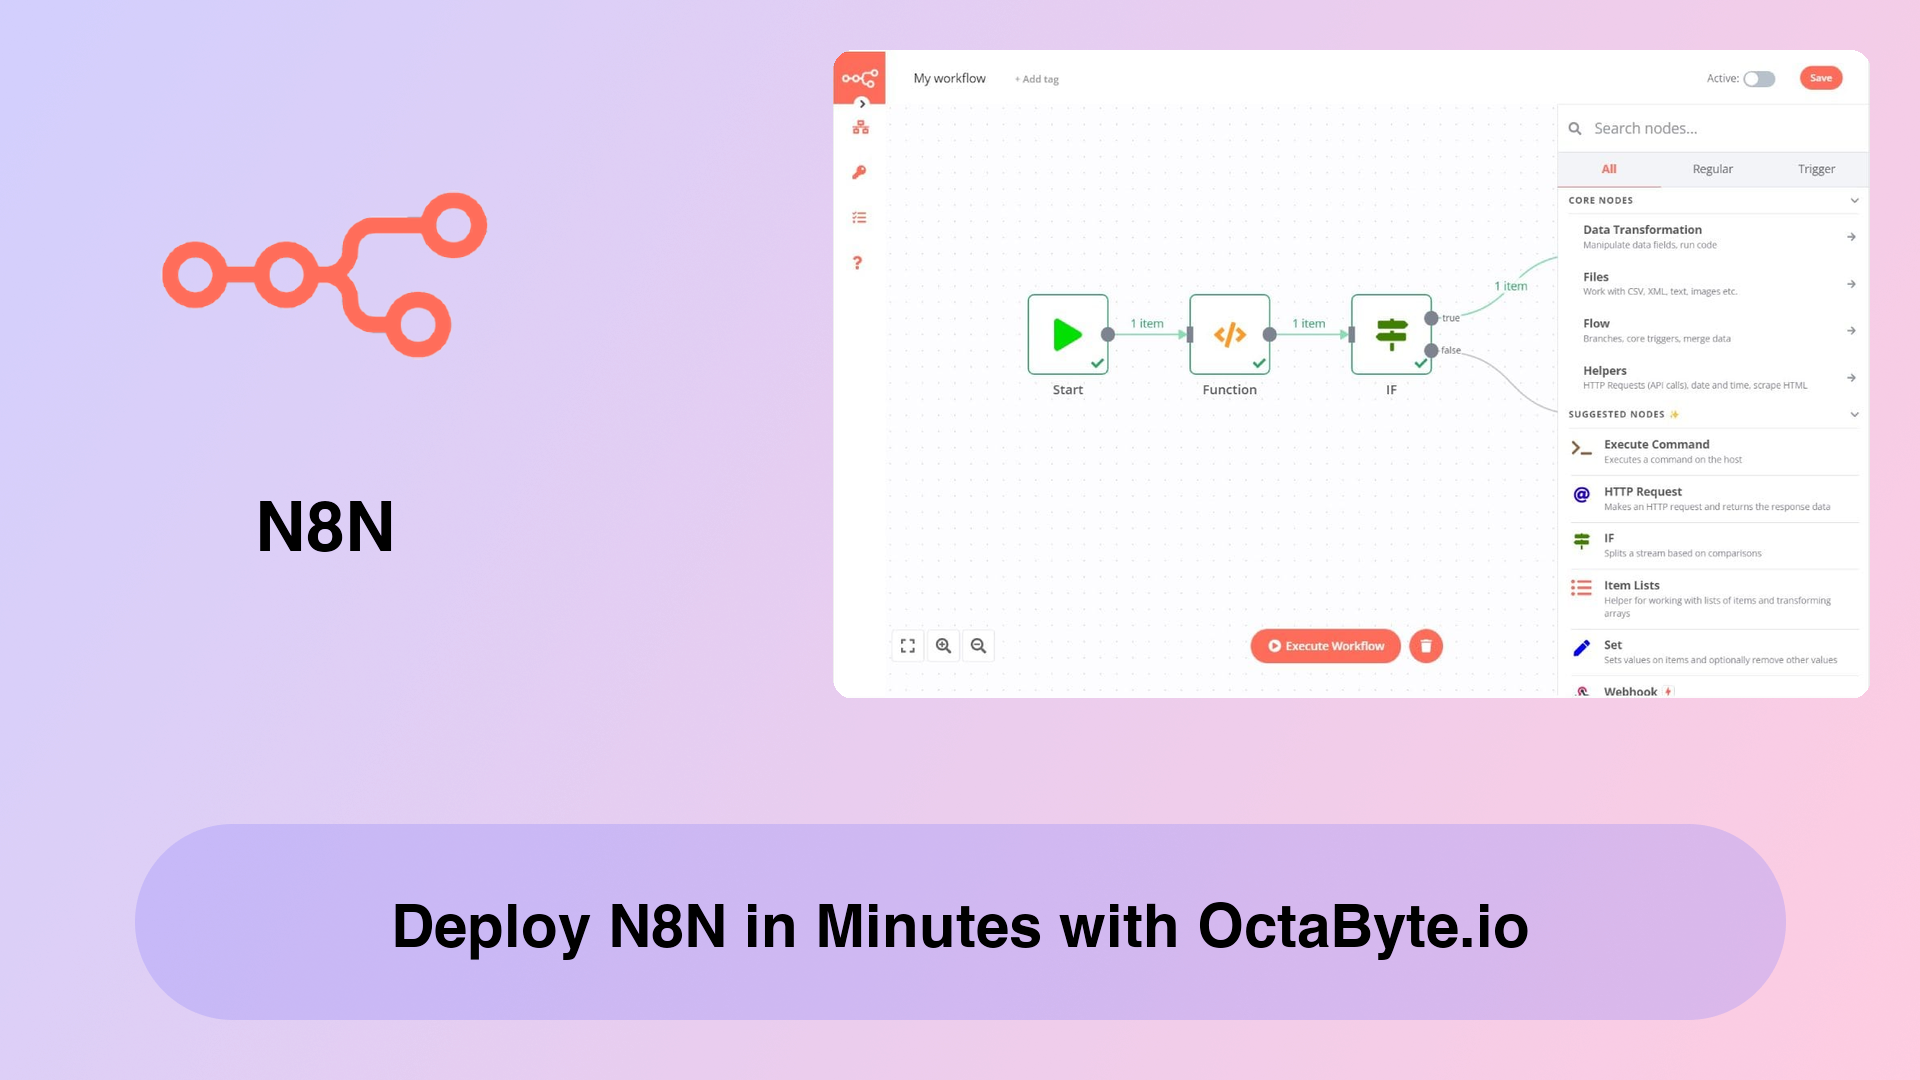 N8N
My workflow
+ Add tag
Active:
Save
Search nodes...
All
Regular
Trigger
CORE NODES
Data Transformation
Manipulate data fields, run code
Files
Work with CSV, XML, text, images etc.
Flow
Branches, core triggers, merge data
Helpers
HTTP Requests (API calls), date and time, scrape HTML
SUGGESTED NODES
Execute Command
Executes a command on the host
HTTP Request
Makes an HTTP request and returns the response data
IF
Splits a stream based on comparisons
Item Lists
Helper for working with lists of items and transforming
arrays
Set
Sets values on items and optionally remove other values
Webhook
1 item
1 item
1 item
true
false
Start
Function
IF
Execute Workflow
Deploy N8N in Minutes with OctaByte.io